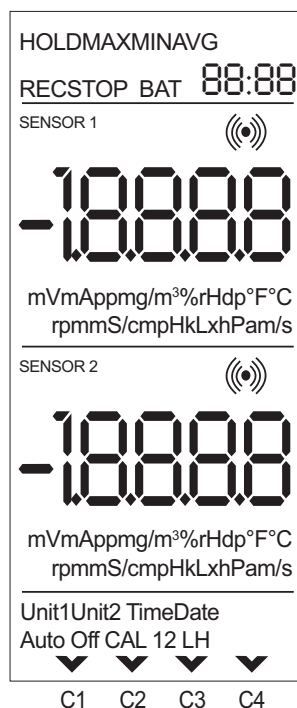 HOLDMAXMINAVG
RECSTOP BAT 88:88
SENSOR 1
-1.8.8.8.8
mVmAppmg/m³%rHdp°F°C
rpmmS/cmpHkLxhPam/s
SENSOR 2
-1.8.8.8.8
mVmAppmg/m³%rHdp°F°C
rpmmS/cmpHkLxhPam/s
Unit1Unit2 TimeDate
Auto Off CAL 12 LH
C1 C2 C3 C4